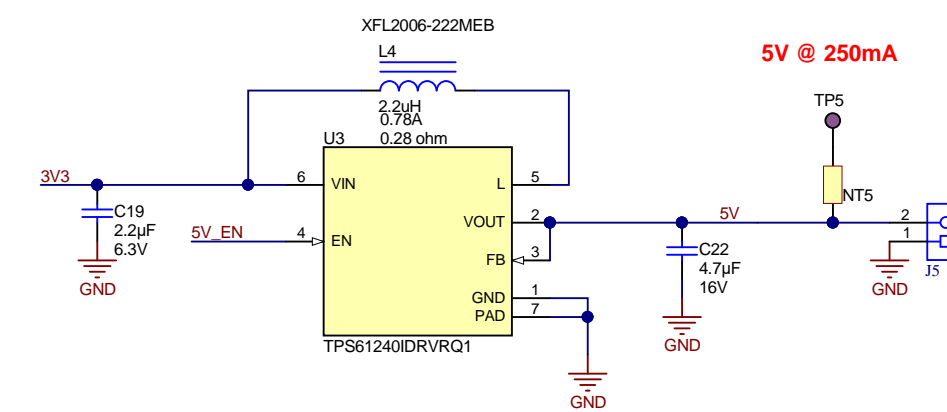 XFL2006-222MEB
L4
2.2uH
0.78A
0.28 ohm
5V @ 250mA
TP5
NT5
U3
3V3
6 VIN
L 5
C19
2.2µF
6.3V
GND
5V_EN
4 EN
VOUT 2
5V
FB 3
C22
4.7µF
16V
GND
2
1
J5
GND
GND 1
PAD 7
TPS61240IDRVRQ1
GND